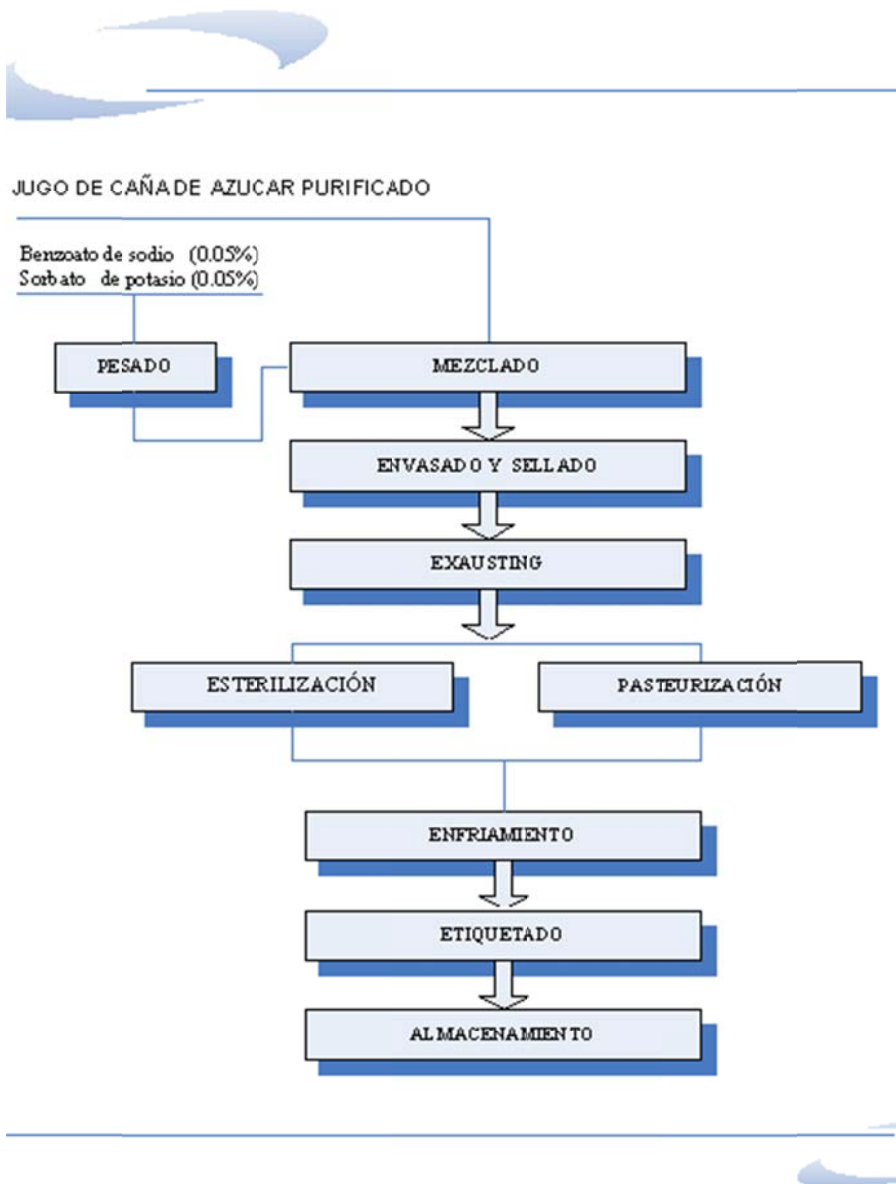 JUGO DE CAÑA DE AZUCAR PURIFICADO
Benzoato de sodio (0.05%)
Sorbato de potasio (0.05%)
PESADO
MEZCLADO
ENVASADO Y SELLADO
EXAUSTING
ESTERILIZACIÓN
PASTEURIZACIÓN
ENFRIAMIENTO
ETIQUETADO
ALMACENAMIENTO